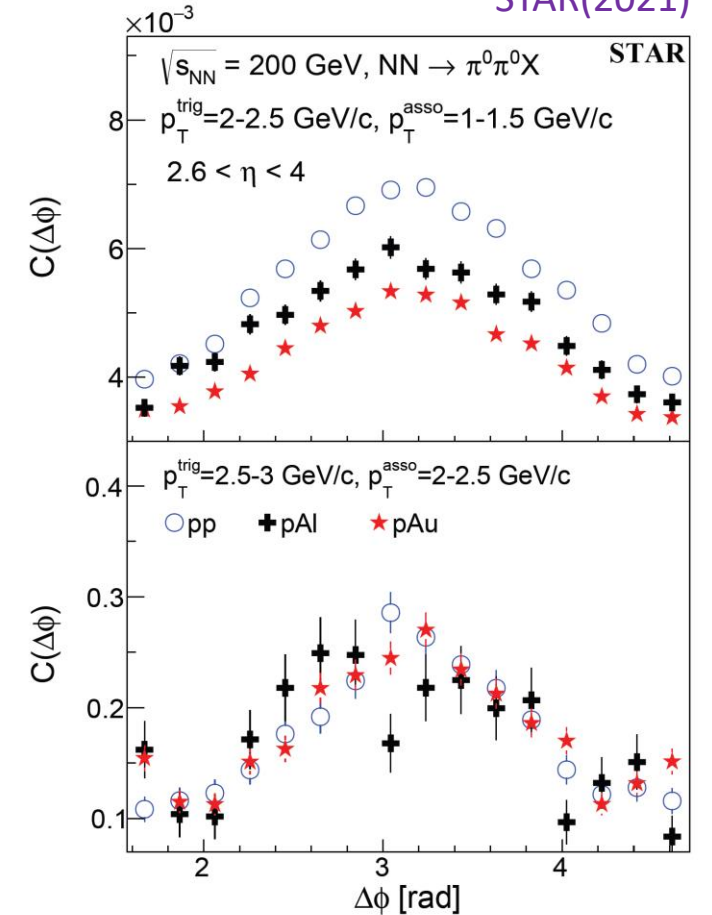 STAR(2021)
×10⁻³
STAR
√s_NN = 200 GeV, NN → π⁰π⁰X
p_T^trig=2-2.5 GeV/c, p_T^asso=1-1.5 GeV/c
2.6 < η < 4
8
6
4
C(Δϕ)
p_T^trig=2.5-3 GeV/c, p_T^asso=2-2.5 GeV/c
pp pAl pAu
0.4
0.3
0.2
0.1
C(Δϕ)
2 3 4
Δϕ [rad]